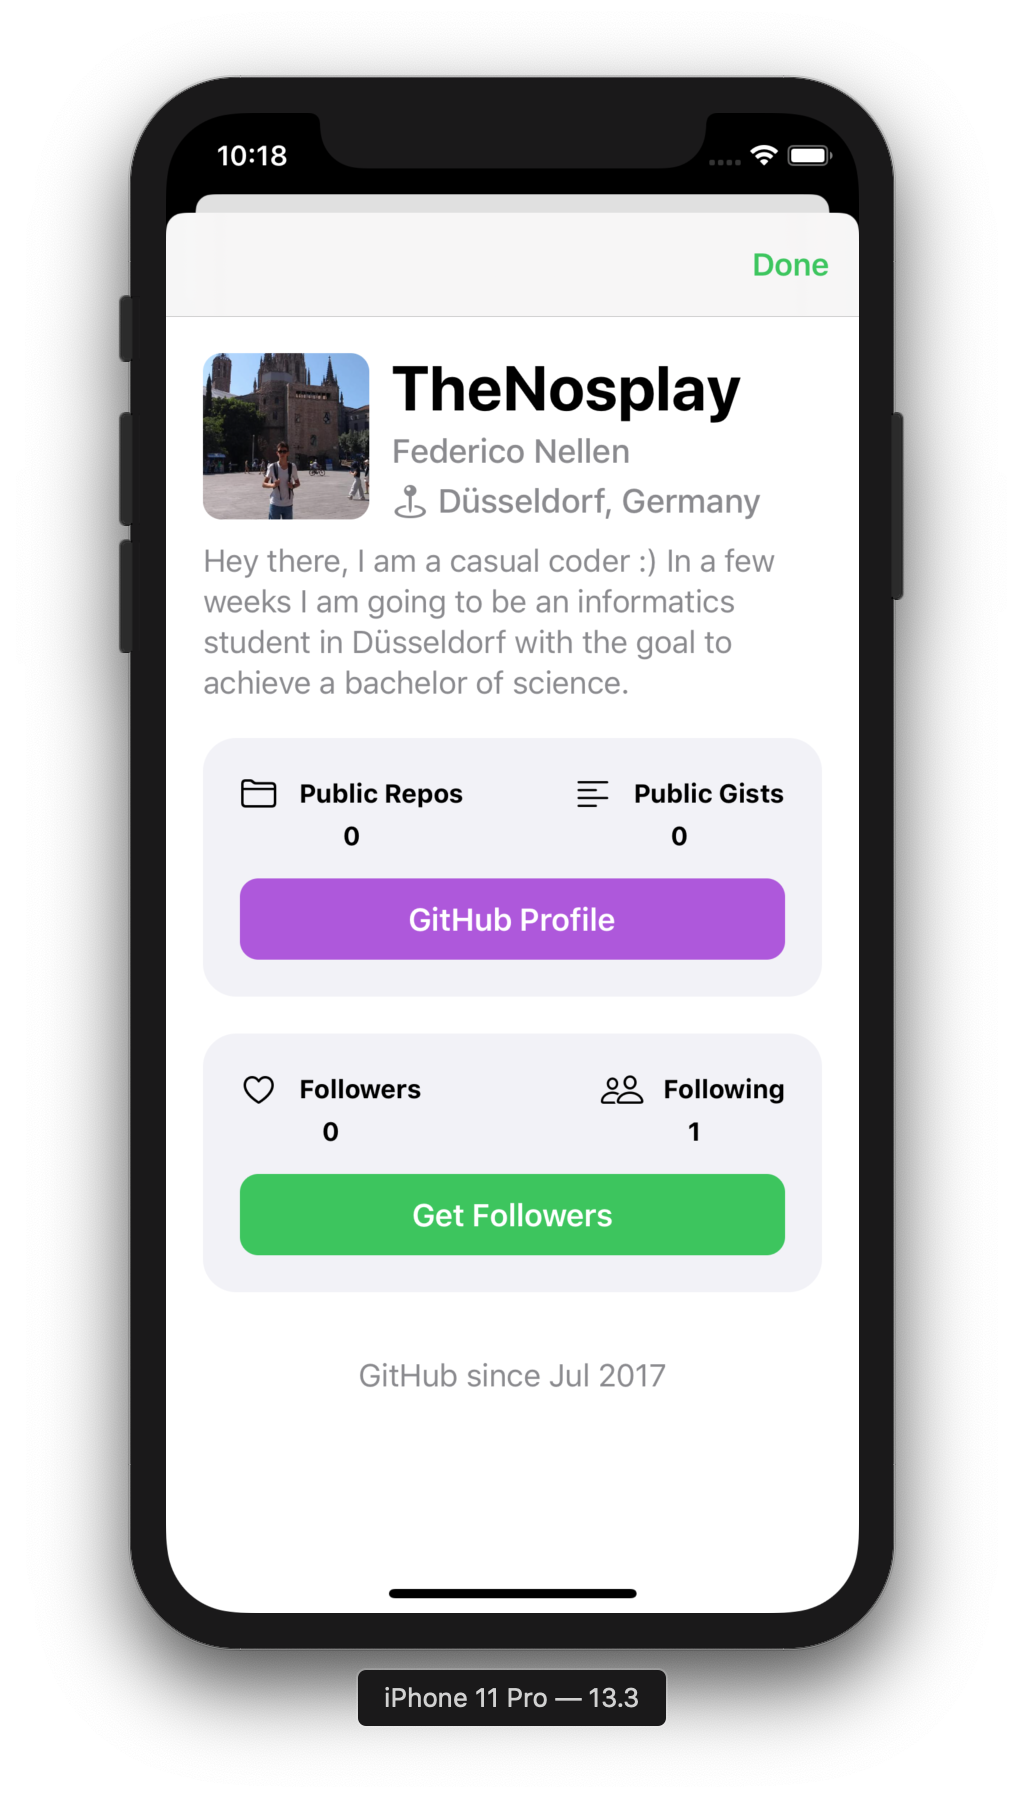 10:18
Done
TheNosplay
Federico Nellen
Düsseldorf, Germany
Hey there, I am a casual coder :) In a few
weeks I am going to be an informatics
student in Düsseldorf with the goal to
achieve a bachelor of science.
Public Repos
0
Public Gists
0
GitHub Profile
Followers
0
Following
1
Get Followers
GitHub since Jul 2017
iPhone 11 Pro — 13.3